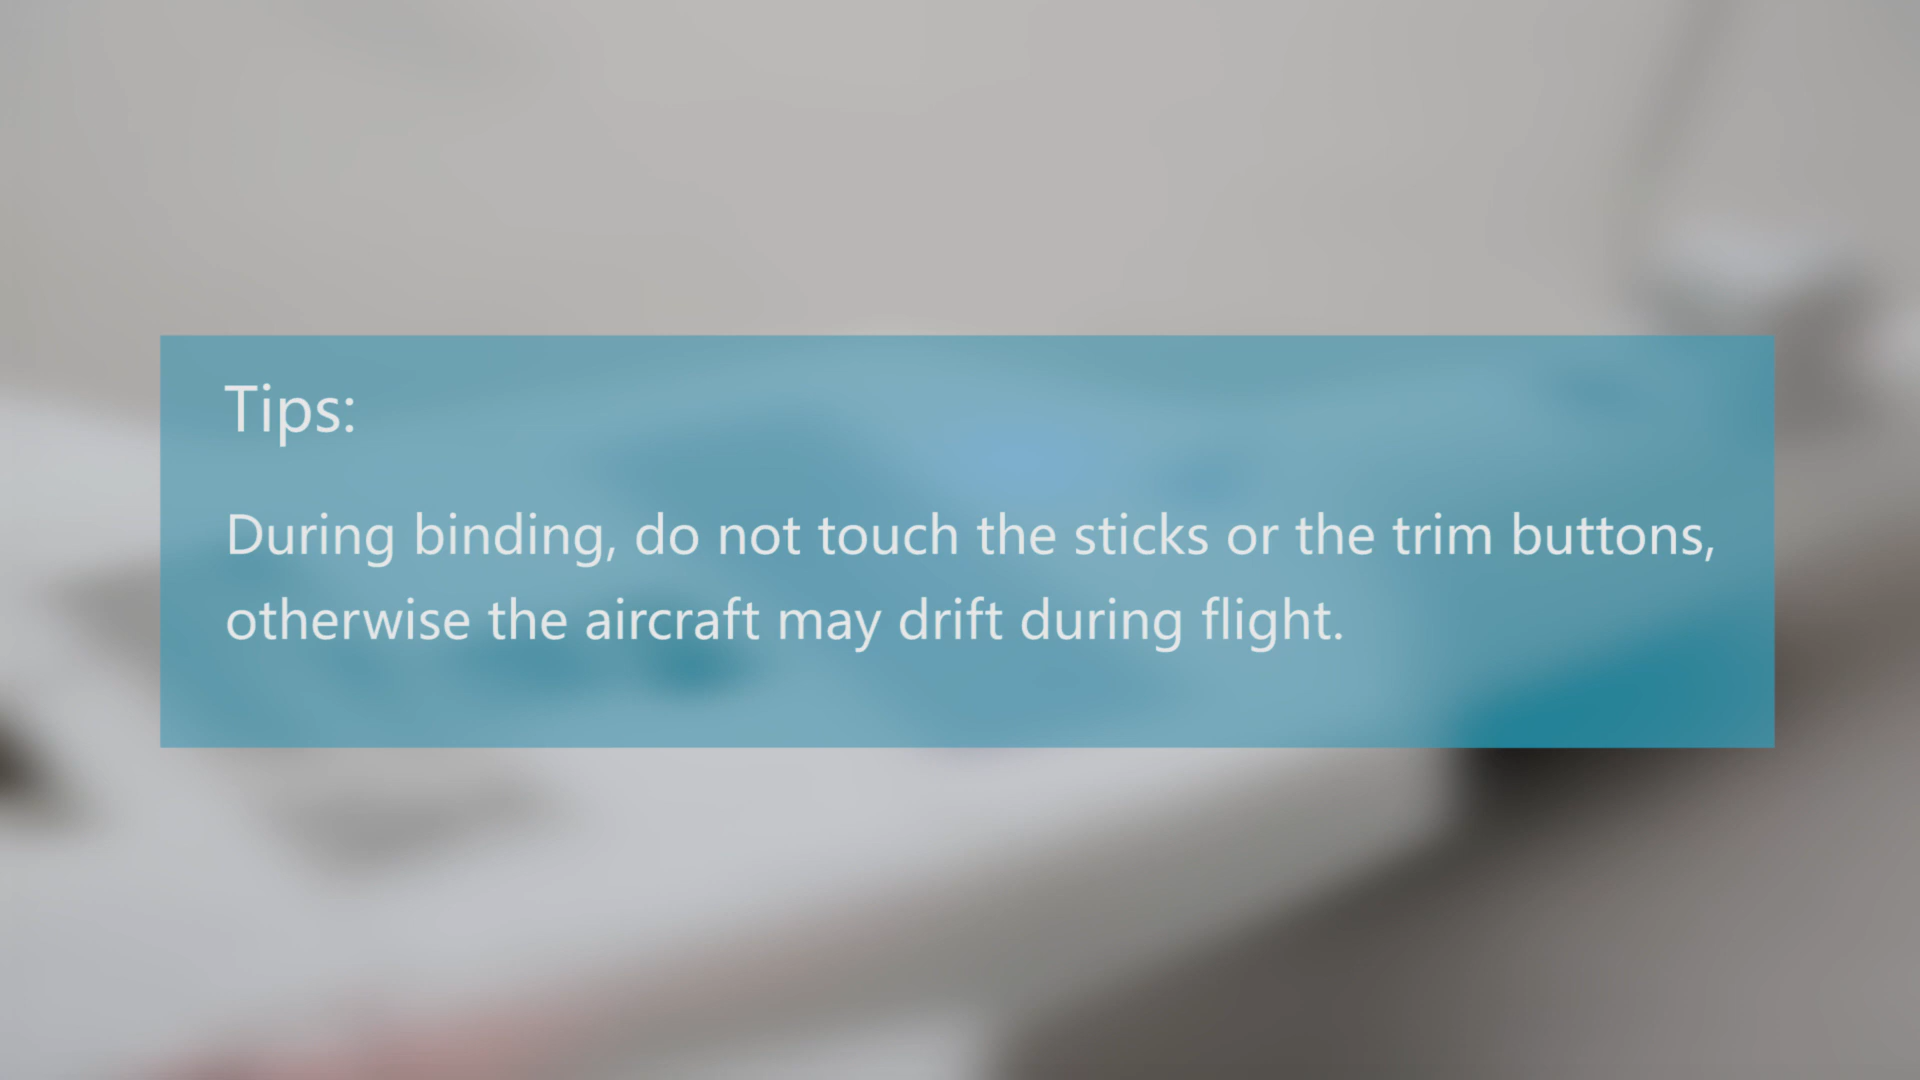 Tips:
During binding, do not touch the sticks or the trim buttons,
otherwise the aircraft may drift during flight.